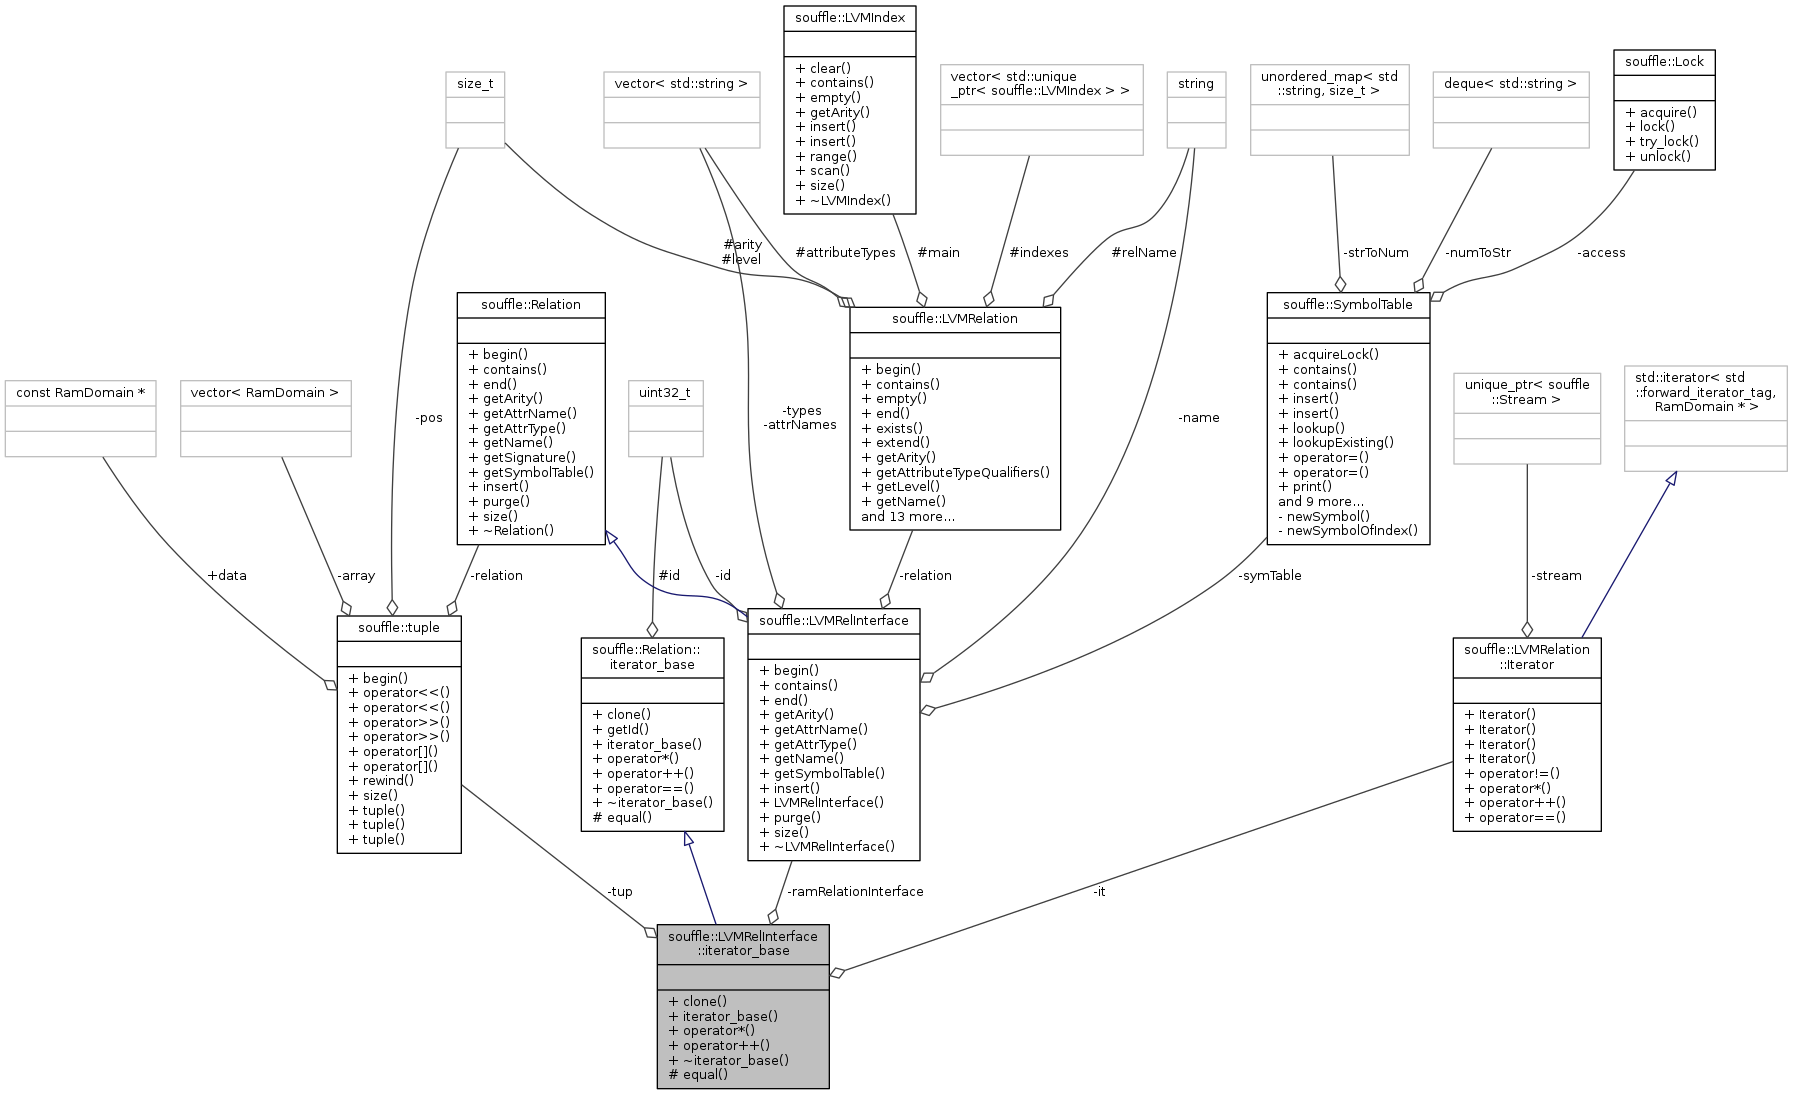 souffle::LVMIndex
+ clear()
+ contains()
+ empty()
+ getArity()
+ insert()
+ insert()
+ range()
+ scan()
+ size()
+ ~LVMIndex()
size_t
vector< std::string >
vector< std::unique
_ptr< souffle::LVMIndex > >
string
unordered_map< std
::string, size_t >
deque< std::string >
souffle::Lock
+ acquire()
+ lock()
+ try_lock()
+ unlock()
#arity
#level
#attributeTypes
#main
#indexes
#relName
-strToNum
-numToStr
-access
souffle::Relation
+ begin()
+ contains()
+ end()
+ getArity()
+ getAttrName()
+ getAttrType()
+ getName()
+ getSignature()
+ getSymbolTable()
+ insert()
+ purge()
+ size()
+ ~Relation()
souffle::LVMRelation
+ begin()
+ contains()
+ empty()
+ end()
+ exists()
+ extend()
+ getArity()
+ getAttributeTypeQualifiers()
+ getLevel()
+ getName()
and 13 more...
souffle::SymbolTable
+ acquireLock()
+ contains()
+ contains()
+ insert()
+ insert()
+ lookup()
+ lookupExisting()
+ operator=()
+ operator=()
+ print()
and 9 more...
- newSymbol()
- newSymbolOfIndex()
const RamDomain *
vector< RamDomain >
-pos
uint32_t
-types
-attrNames
-name
unique_ptr< souffle
::Stream >
std::iterator< std
::forward_iterator_tag,
RamDomain * >
+data
-array
-relation
#id
-id
-relation
-symTable
-stream
souffle::tuple
+ begin()
+ operator<<()
+ operator<<()
+ operator>>()
+ operator>>()
+ operator[]()
+ operator[]()
+ rewind()
+ size()
+ tuple()
+ tuple()
+ tuple()
souffle::Relation::
iterator_base
+ clone()
+ getId()
+ iterator_base()
+ operator*()
+ operator++()
+ operator==()
+ ~iterator_base()
# equal()
souffle::LVMRelInterface
+ begin()
+ contains()
+ end()
+ getArity()
+ getAttrName()
+ getAttrType()
+ getName()
+ getSymbolTable()
+ insert()
+ LVMRelInterface()
+ purge()
+ size()
+ ~LVMRelInterface()
souffle::LVMRelation
::Iterator
+ Iterator()
+ Iterator()
+ Iterator()
+ Iterator()
+ operator!=()
+ operator*()
+ operator++()
+ operator==()
-tup
-ramRelationInterface
-it
souffle::LVMRelInterface
::iterator_base
+ clone()
+ iterator_base()
+ operator*()
+ operator++()
+ ~iterator_base()
# equal()